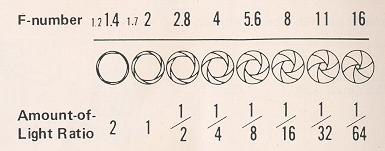 F-number 1.2 1.4 1.7 2 2.8 4 5.6 8 11 16
Amount-of-
Light Ratio 2 1 1/2 1/4 1/8 1/16 1/32 1/64